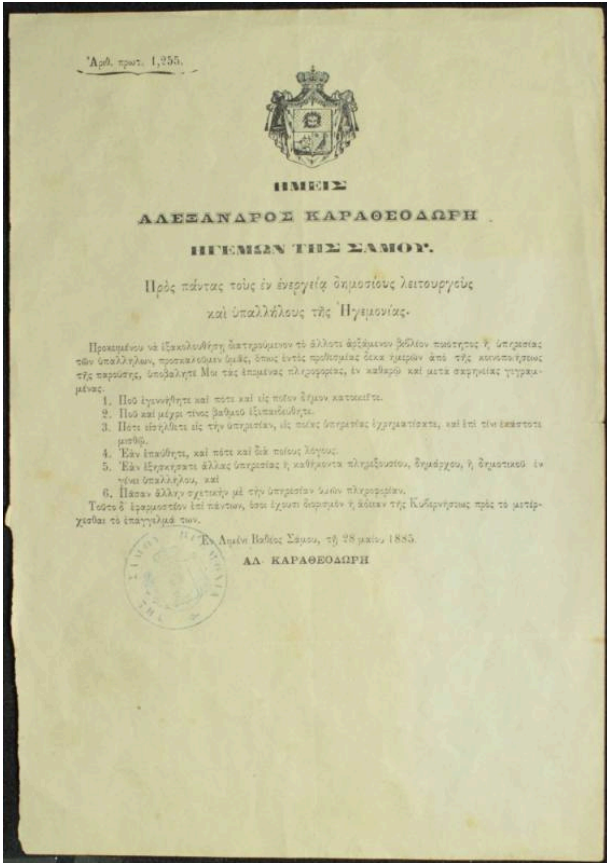 Ἀριθ. πρωτ. 1,255.
ΗΜΕΙΣ
ΑΛΕΞΑΝΔΡΟΣ ΚΑΡΑΘΕΟΔΩΡΗ
ΗΓΕΜΩΝ ΤΗΣ ΣΑΜΟΥ.
Πρὸς πάντας τοὺς ἐν ἐνεργείᾳ δημοσίους λειτουργοὺς
καὶ ὑπαλλήλους τῆς Ἡγεμονίας.
Προκειμένου νὰ ἐξακολουθήσῃ διατηρούμενον τὸ ἄλλοτε ἀρξάμενον βιβλίον ποιότητος ἢ ὑπηρεσίας
τῶν ὑπαλλήλων, προσκαλοῦμεν ὑμᾶς, ὅπως ἐντὸς προθεσμίας δέκα ἡμερῶν ἀπὸ τῆς κοινοποιήσεως
τῆς παρούσης, ὑποβάλητέ Μοι τὰς ἑπομένας πληροφορίας, ἐν καθαρῷ καὶ μετὰ σαφηνείας γεγραμ-
μένας.
1. Ποῦ ἐγεννήθητε καὶ πότε καὶ εἰς ποῖον δῆμον κατοικεῖτε.
2. Ποῦ καὶ μέχρι τίνος βαθμοῦ ἐξεπαιδεύθητε.
3. Πότε εἰσήλθετε εἰς τὴν ὑπηρεσίαν, εἰς ποίας ὑπηρεσίας ἐχρηματίσατε, καὶ ἐπὶ τίνι ἑκάστοτε
μισθῷ.
4. Ἐὰν ἐπαύθητε, καὶ πότε καὶ διὰ ποίους λόγους.
5. Ἐὰν ἐξησκήσατε ἄλλας ὑπηρεσίας ἢ καθήκοντα πληρεξουσίου, δημάρχου, ἢ δημοτικοῦ ἐν
γένει ὑπαλλήλου, καὶ
6. Πᾶσαν ἄλλην σχετικὴν μὲ τὴν ὑπηρεσίαν ὑμῶν πληροφορίαν.
Τοῦτο δ' ἐφαρμοστέον ἐπὶ πάντων, ὅσοι ἔχουσι διορισμὸν ἢ ἄδειαν τῆς Κυβερνήσεως πρὸς τὸ μετέρ-
χεσθαι τὸ ἐπάγγελμά των.
Ἐν Λιμένι Βαθέος Σάμου, τῇ 28 μαΐου 1885.
ΑΛ. ΚΑΡΑΘΕΟΔΩΡΗ
ΗΓΕΜΟΝΙΑ ΤΗΣ ΣΑΜΟΥ